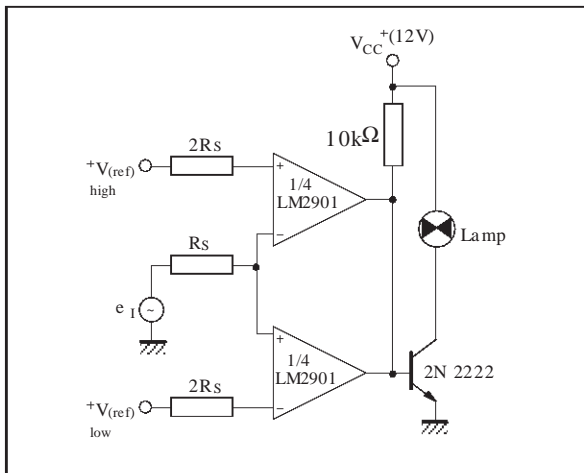 V_CC +(12V)
10kΩ
2Rs
+V(ref)
high
+
1/4
LM2901
−
Rs
Lamp
e_I
~
+
1/4
LM2901
−
2N 2222
2Rs
+V(ref)
low